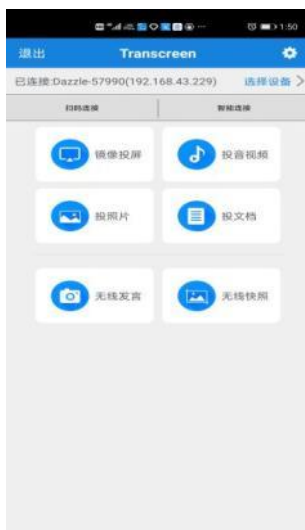 1:50
退出 Transcreen
已连接:Dazzle-57990(192.168.43.229) 选择设备
扫码连接 智能连接
镜像投屏 投音视频
投照片 投文档
无线发言 无线快照